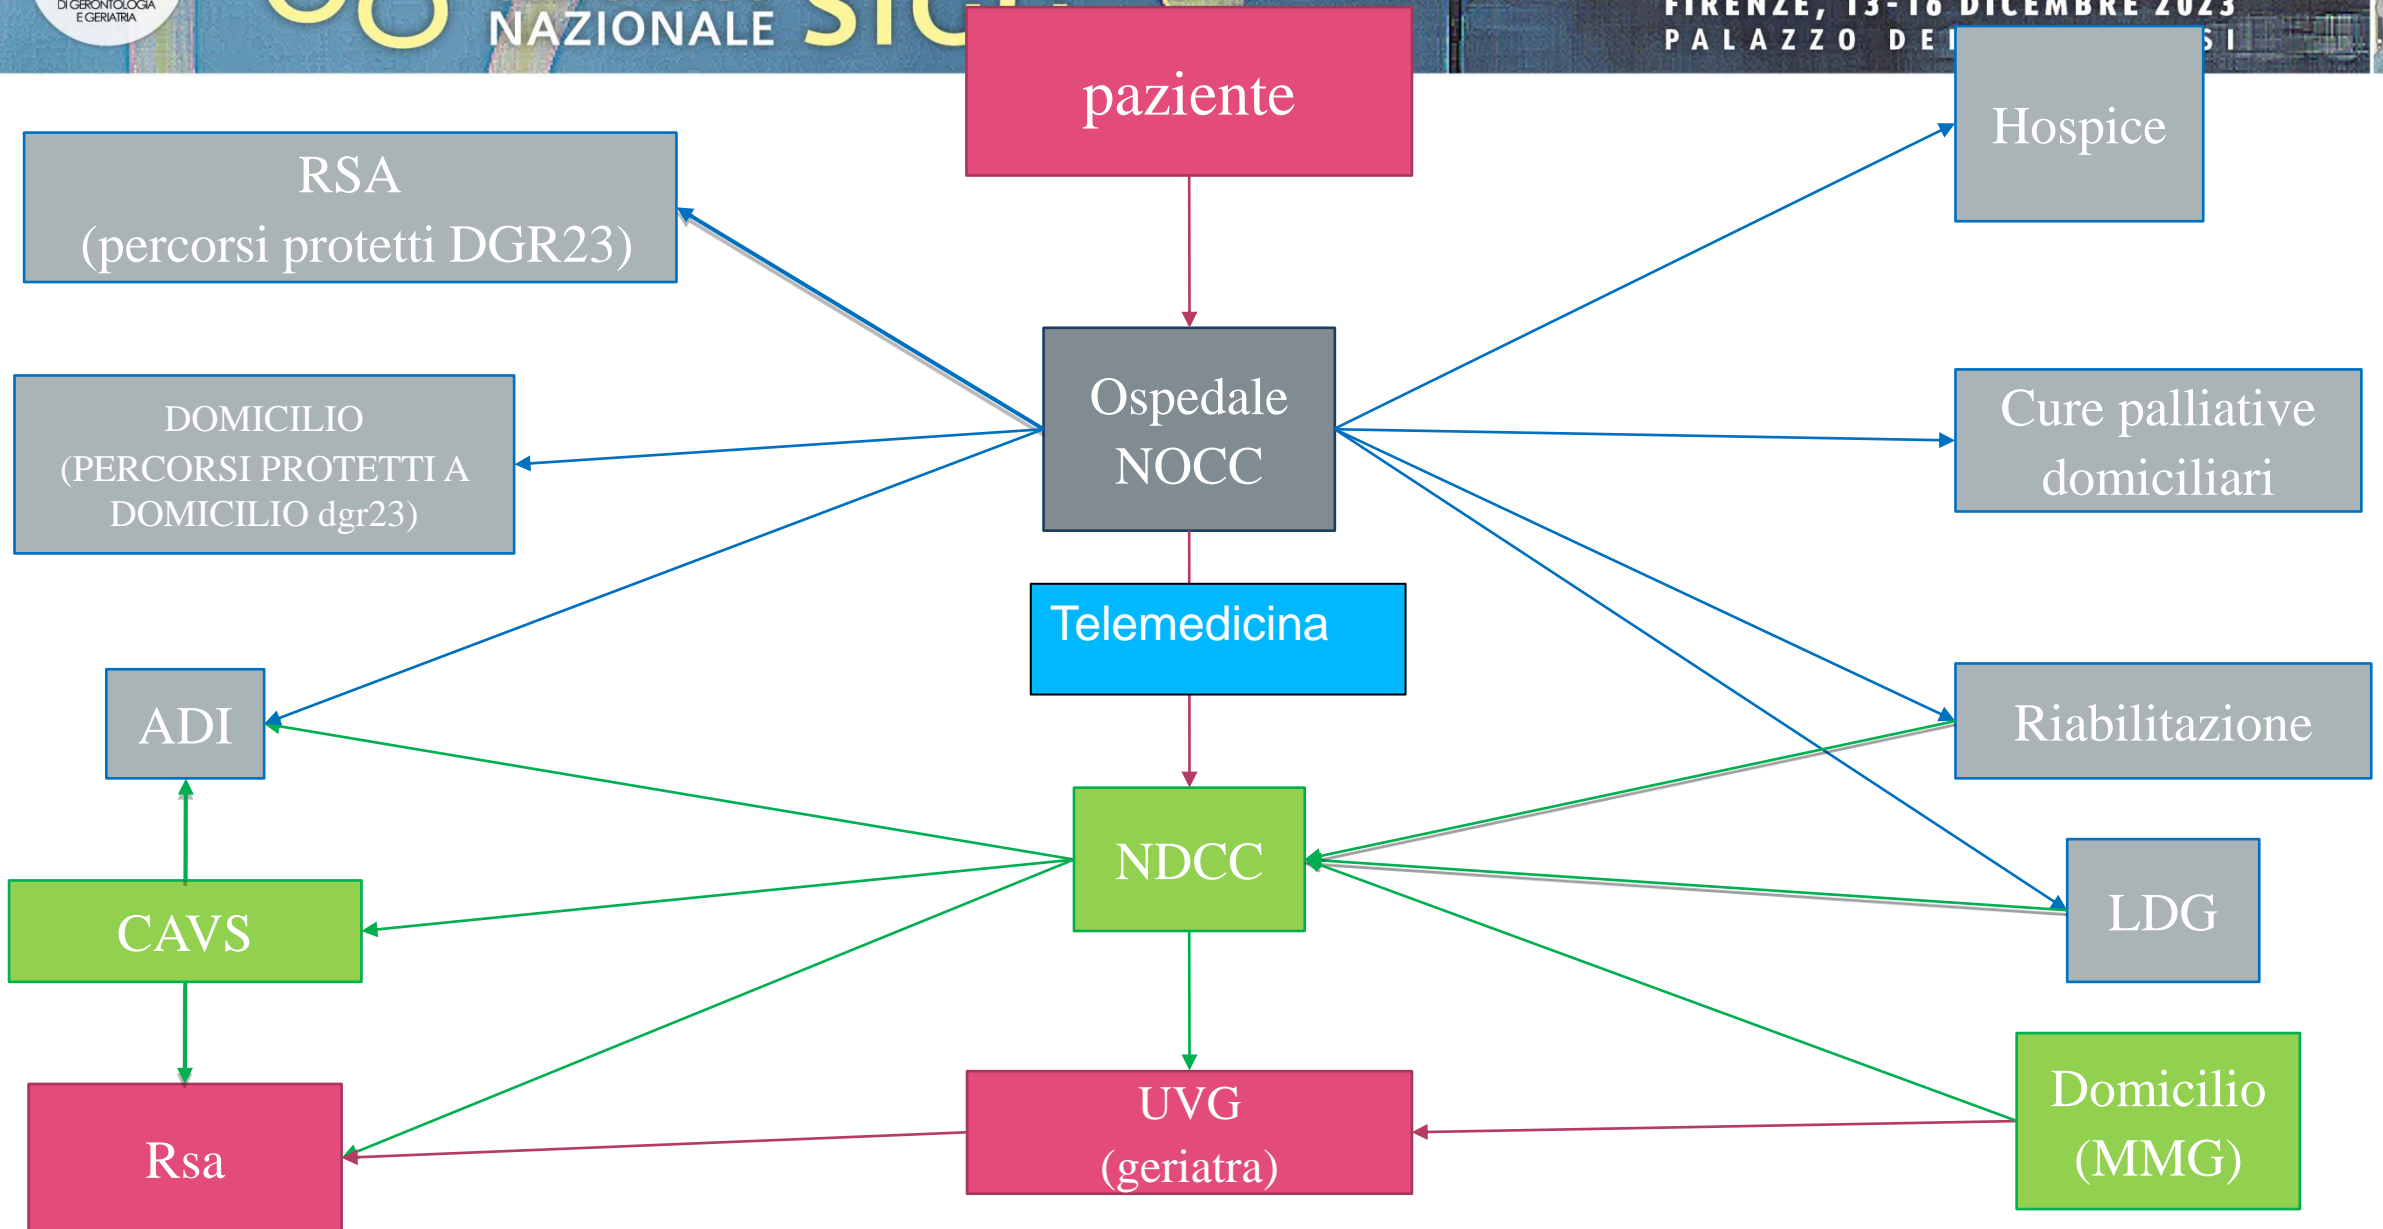 DI GERONTOLOGIA
E GERIATRIA
NAZIONALE
FIRENZE, 13-16 DICEMBRE 2023
PALAZZO
paziente
Hospice
RSA
(percorsi protetti DGR23)
Ospedale
NOCC
DOMICILIO
(PERCORSI PROTETTI A
DOMICILIO dgr23)
Cure palliative
domiciliari
Telemedicina
ADI
Riabilitazione
NDCC
CAVS
LDG
UVG
(geriatra)
Rsa
Domicilio
(MMG)